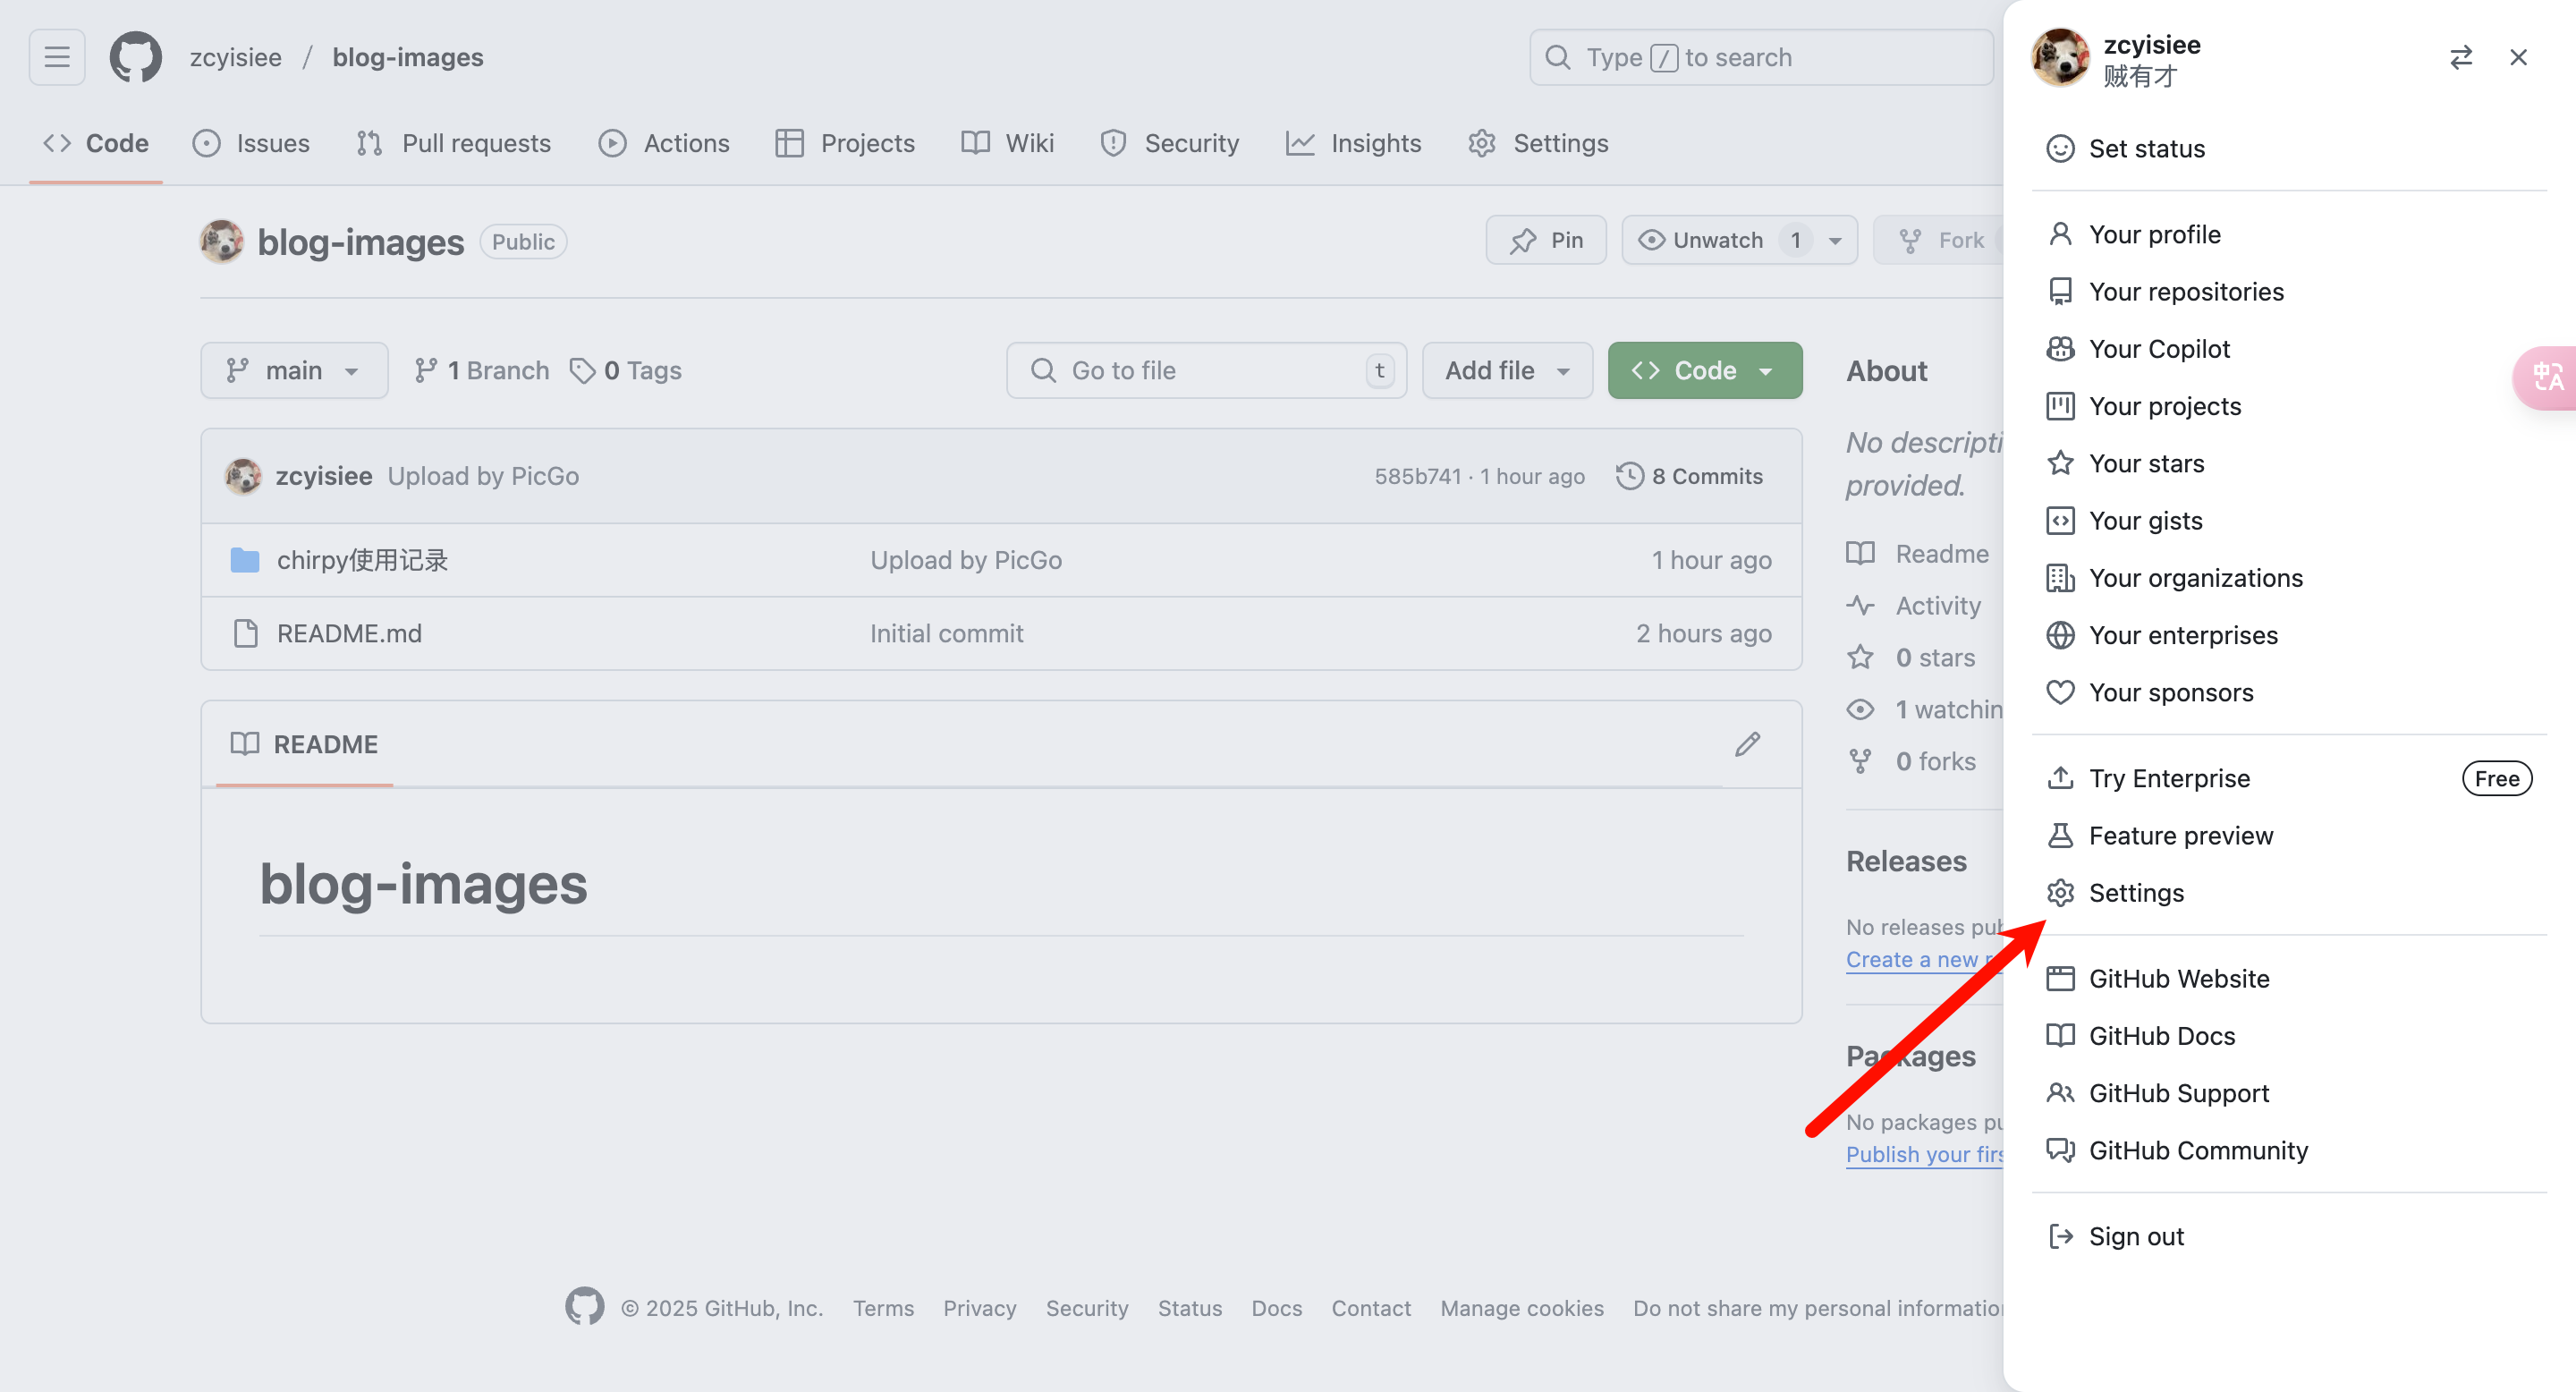 zcyisiee / blog-images
Type / to search
Code Issues Pull requests Actions Projects Wiki Security Insights Settings
blog-images Public
Pin Unwatch 1 Fork
main 1 Branch 0 Tags Go to file t Add file Code
zcyisiee Upload by PicGo 585b741 · 1 hour ago 8 Commits
chirpy使用记录 Upload by PicGo 1 hour ago
README.md Initial commit 2 hours ago
README
blog-images
About
No descripti
provided.
Readme
Activity
0 stars
1 watchin
0 forks
Releases
No releases pub
Create a new r
Packages
No packages pu
Publish your firs
© 2025 GitHub, Inc. Terms Privacy Security Status Docs Contact Manage cookies Do not share my personal information
zcyisiee
贼有才
Set status
Your profile
Your repositories
Your Copilot
Your projects
Your stars
Your gists
Your organizations
Your enterprises
Your sponsors
Try Enterprise Free
Feature preview
Settings
GitHub Website
GitHub Docs
GitHub Support
GitHub Community
Sign out
中A